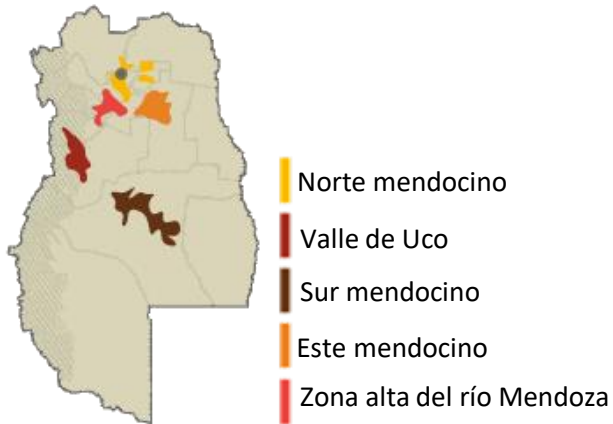 Norte mendocino
Valle de Uco
Sur mendocino
Este mendocino
Zona alta del río Mendoza